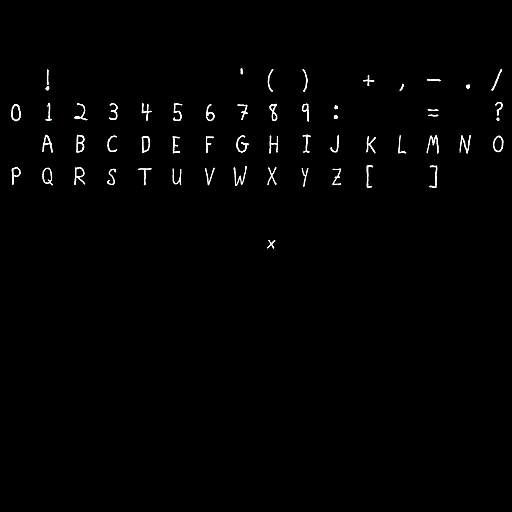 ! ' ( ) + , - . /
0 1 2 3 4 5 6 7 8 9 : = ?
A B C D E F G H I J K L M N O
P Q R S T U V W X Y Z [ ]
x